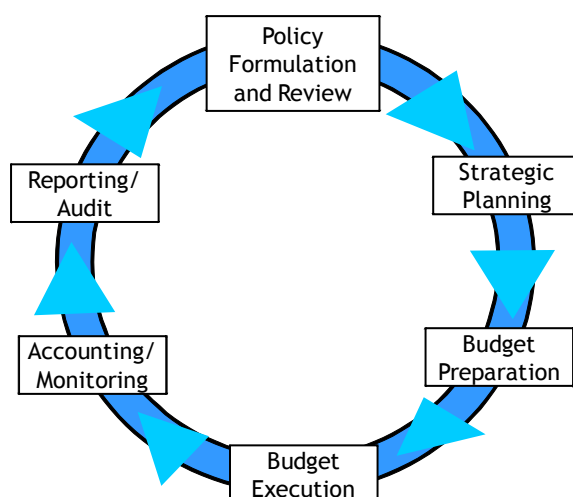 Policy
Formulation
and Review
Strategic
Planning
Budget
Preparation
Budget
Execution
Accounting/
Monitoring
Reporting/
Audit